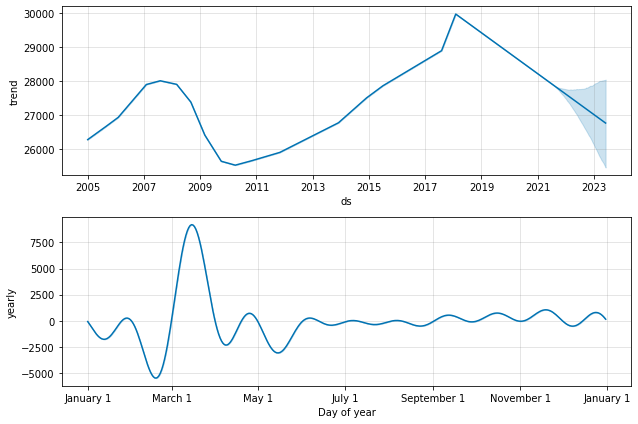 30000
29000
28000
27000
26000
trend
2005 2007 2009 2011 2013 2015 2017 2019 2021 2023
ds
7500
5000
2500
0
−2500
−5000
yearly
January 1 March 1 May 1 July 1 September 1 November 1 January 1
Day of year